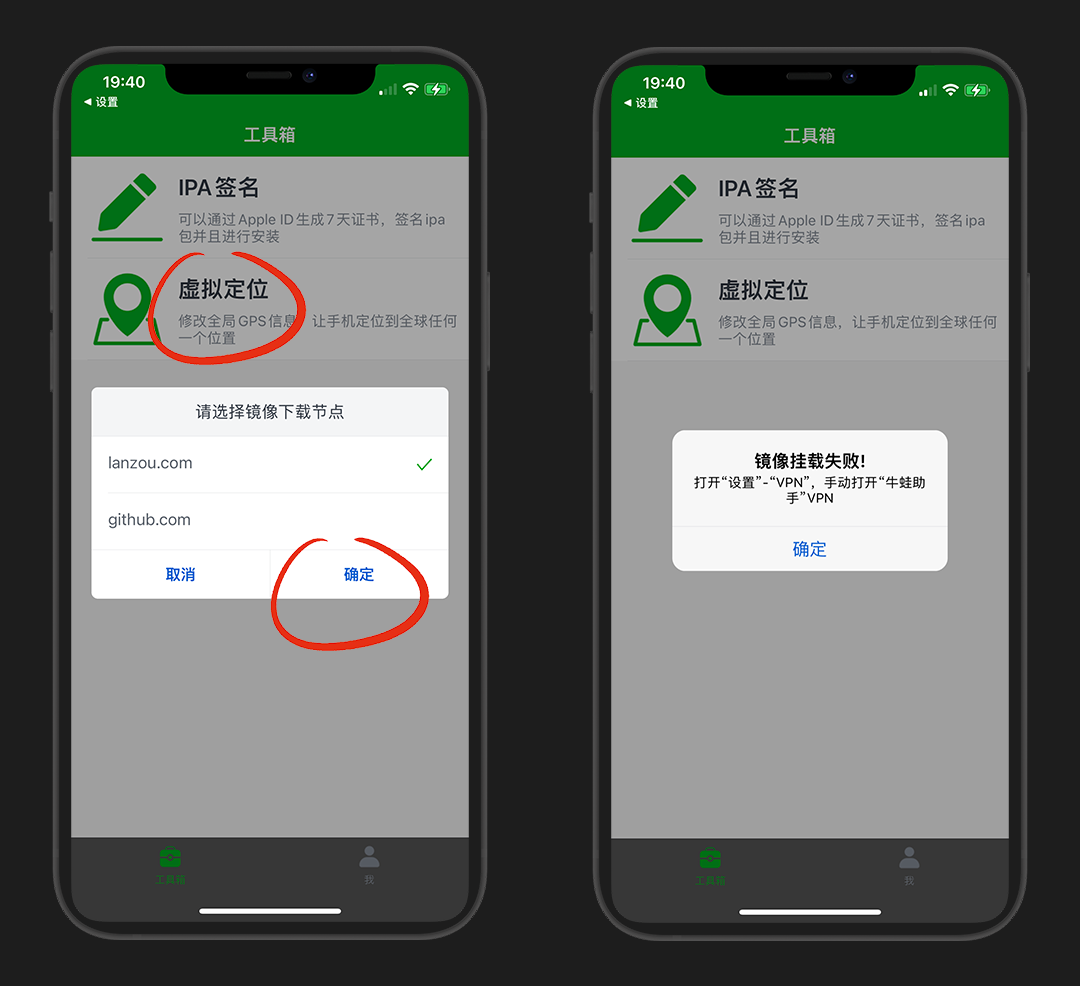 19:40
◀ 设置
工具箱
IPA 签名
可以通过 Apple ID 生成 7 天证书，签名 ipa
包并且进行安装
虚拟定位
修改全局 GPS 信息，让手机定位到全球任何
一个位置
请选择镜像下载节点
lanzou.com
github.com
取消 确定
工具箱 我
19:40
◀ 设置
工具箱
IPA 签名
可以通过 Apple ID 生成 7 天证书，签名 ipa
包并且进行安装
虚拟定位
修改全局 GPS 信息，让手机定位到全球任何
一个位置
镜像挂载失败!
打开“设置”-“VPN”，手动打开“牛蛙助
手”VPN
确定
工具箱 我